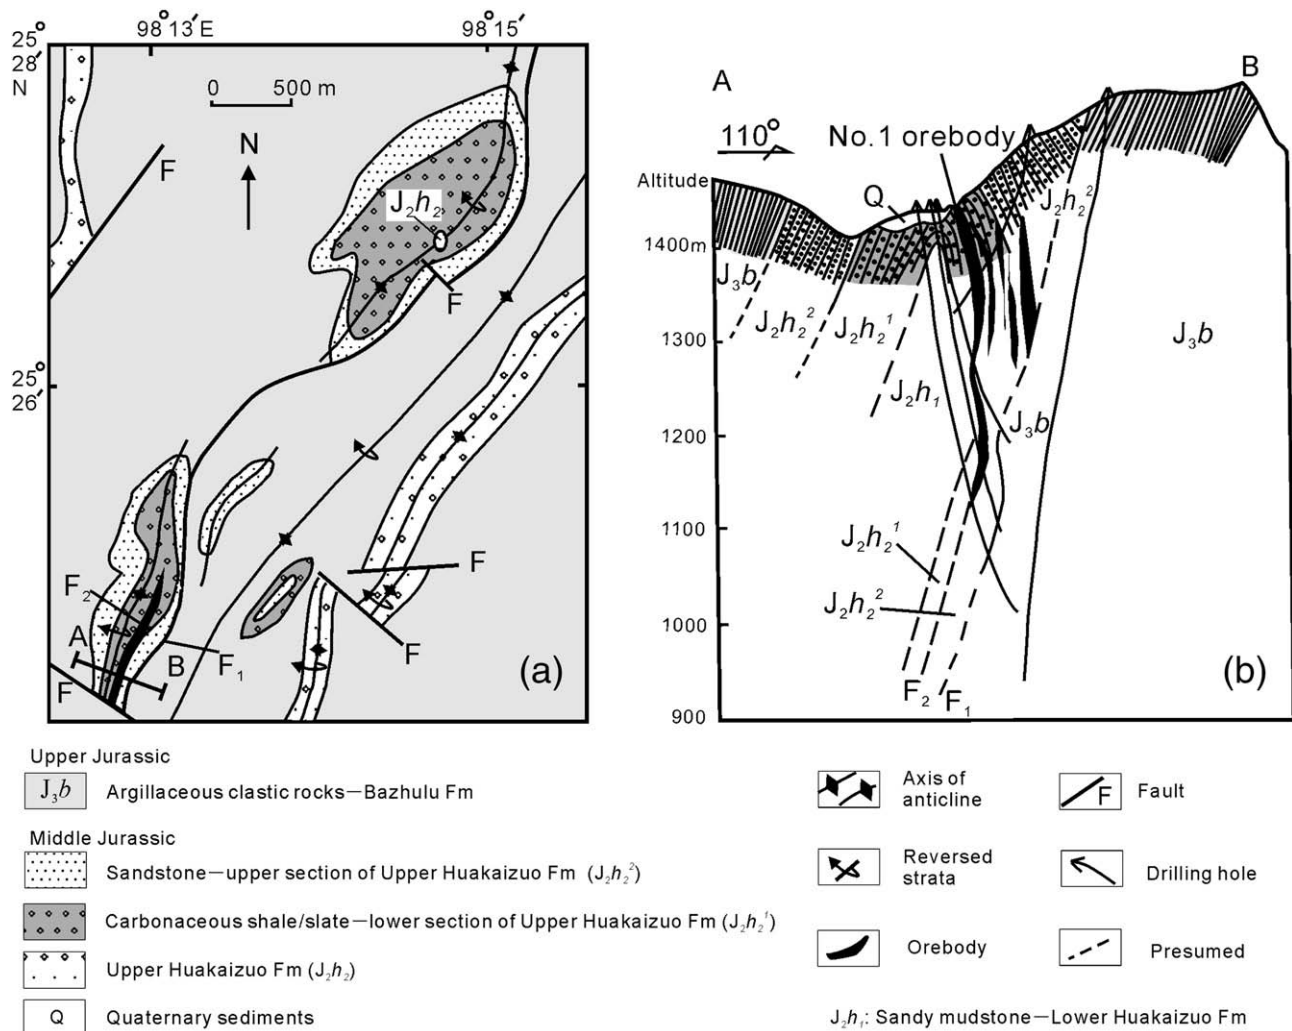 98°13′E
98°15′
25°
28′
N
0 500 m
N
F
J₂h₂
F
25°
26′
F₂
A
B
F₁
F
F
F
(a)
A
B
110°
No.1 orebody
Altitude
Q
J₂h₂²
1400m
J₃b
J₂h₂²
J₂h₂¹
1300
J₃b
J₂h₁
J₃b
1200
1100
J₂h₂¹
J₂h₂²
1000
F₂
F₁
(b)
900
Upper Jurassic
J₃b Argillaceous clastic rocks—Bazhulu Fm
Middle Jurassic
Sandstone—upper section of Upper Huakaizuo Fm (J₂h₂²)
Carbonaceous shale/slate—lower section of Upper Huakaizuo Fm (J₂h₂¹)
Upper Huakaizuo Fm (J₂h₂)
Q Quaternary sediments
Axis of
anticline
F Fault
Reversed
strata
Drilling hole
Orebody
Presumed
J₂h₁: Sandy mudstone—Lower Huakaizuo Fm